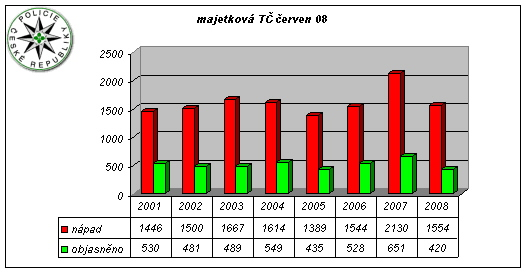 POLICIE
ČESKÉ REPUBLIKY
majetková TČ červen 08
2500
2000
1500
1000
500
0
2001 2002 2003 2004 2005 2006 2007 2008
nápad 1446 1500 1667 1614 1389 1544 2130 1554
objasněno 530 481 489 549 435 528 651 420